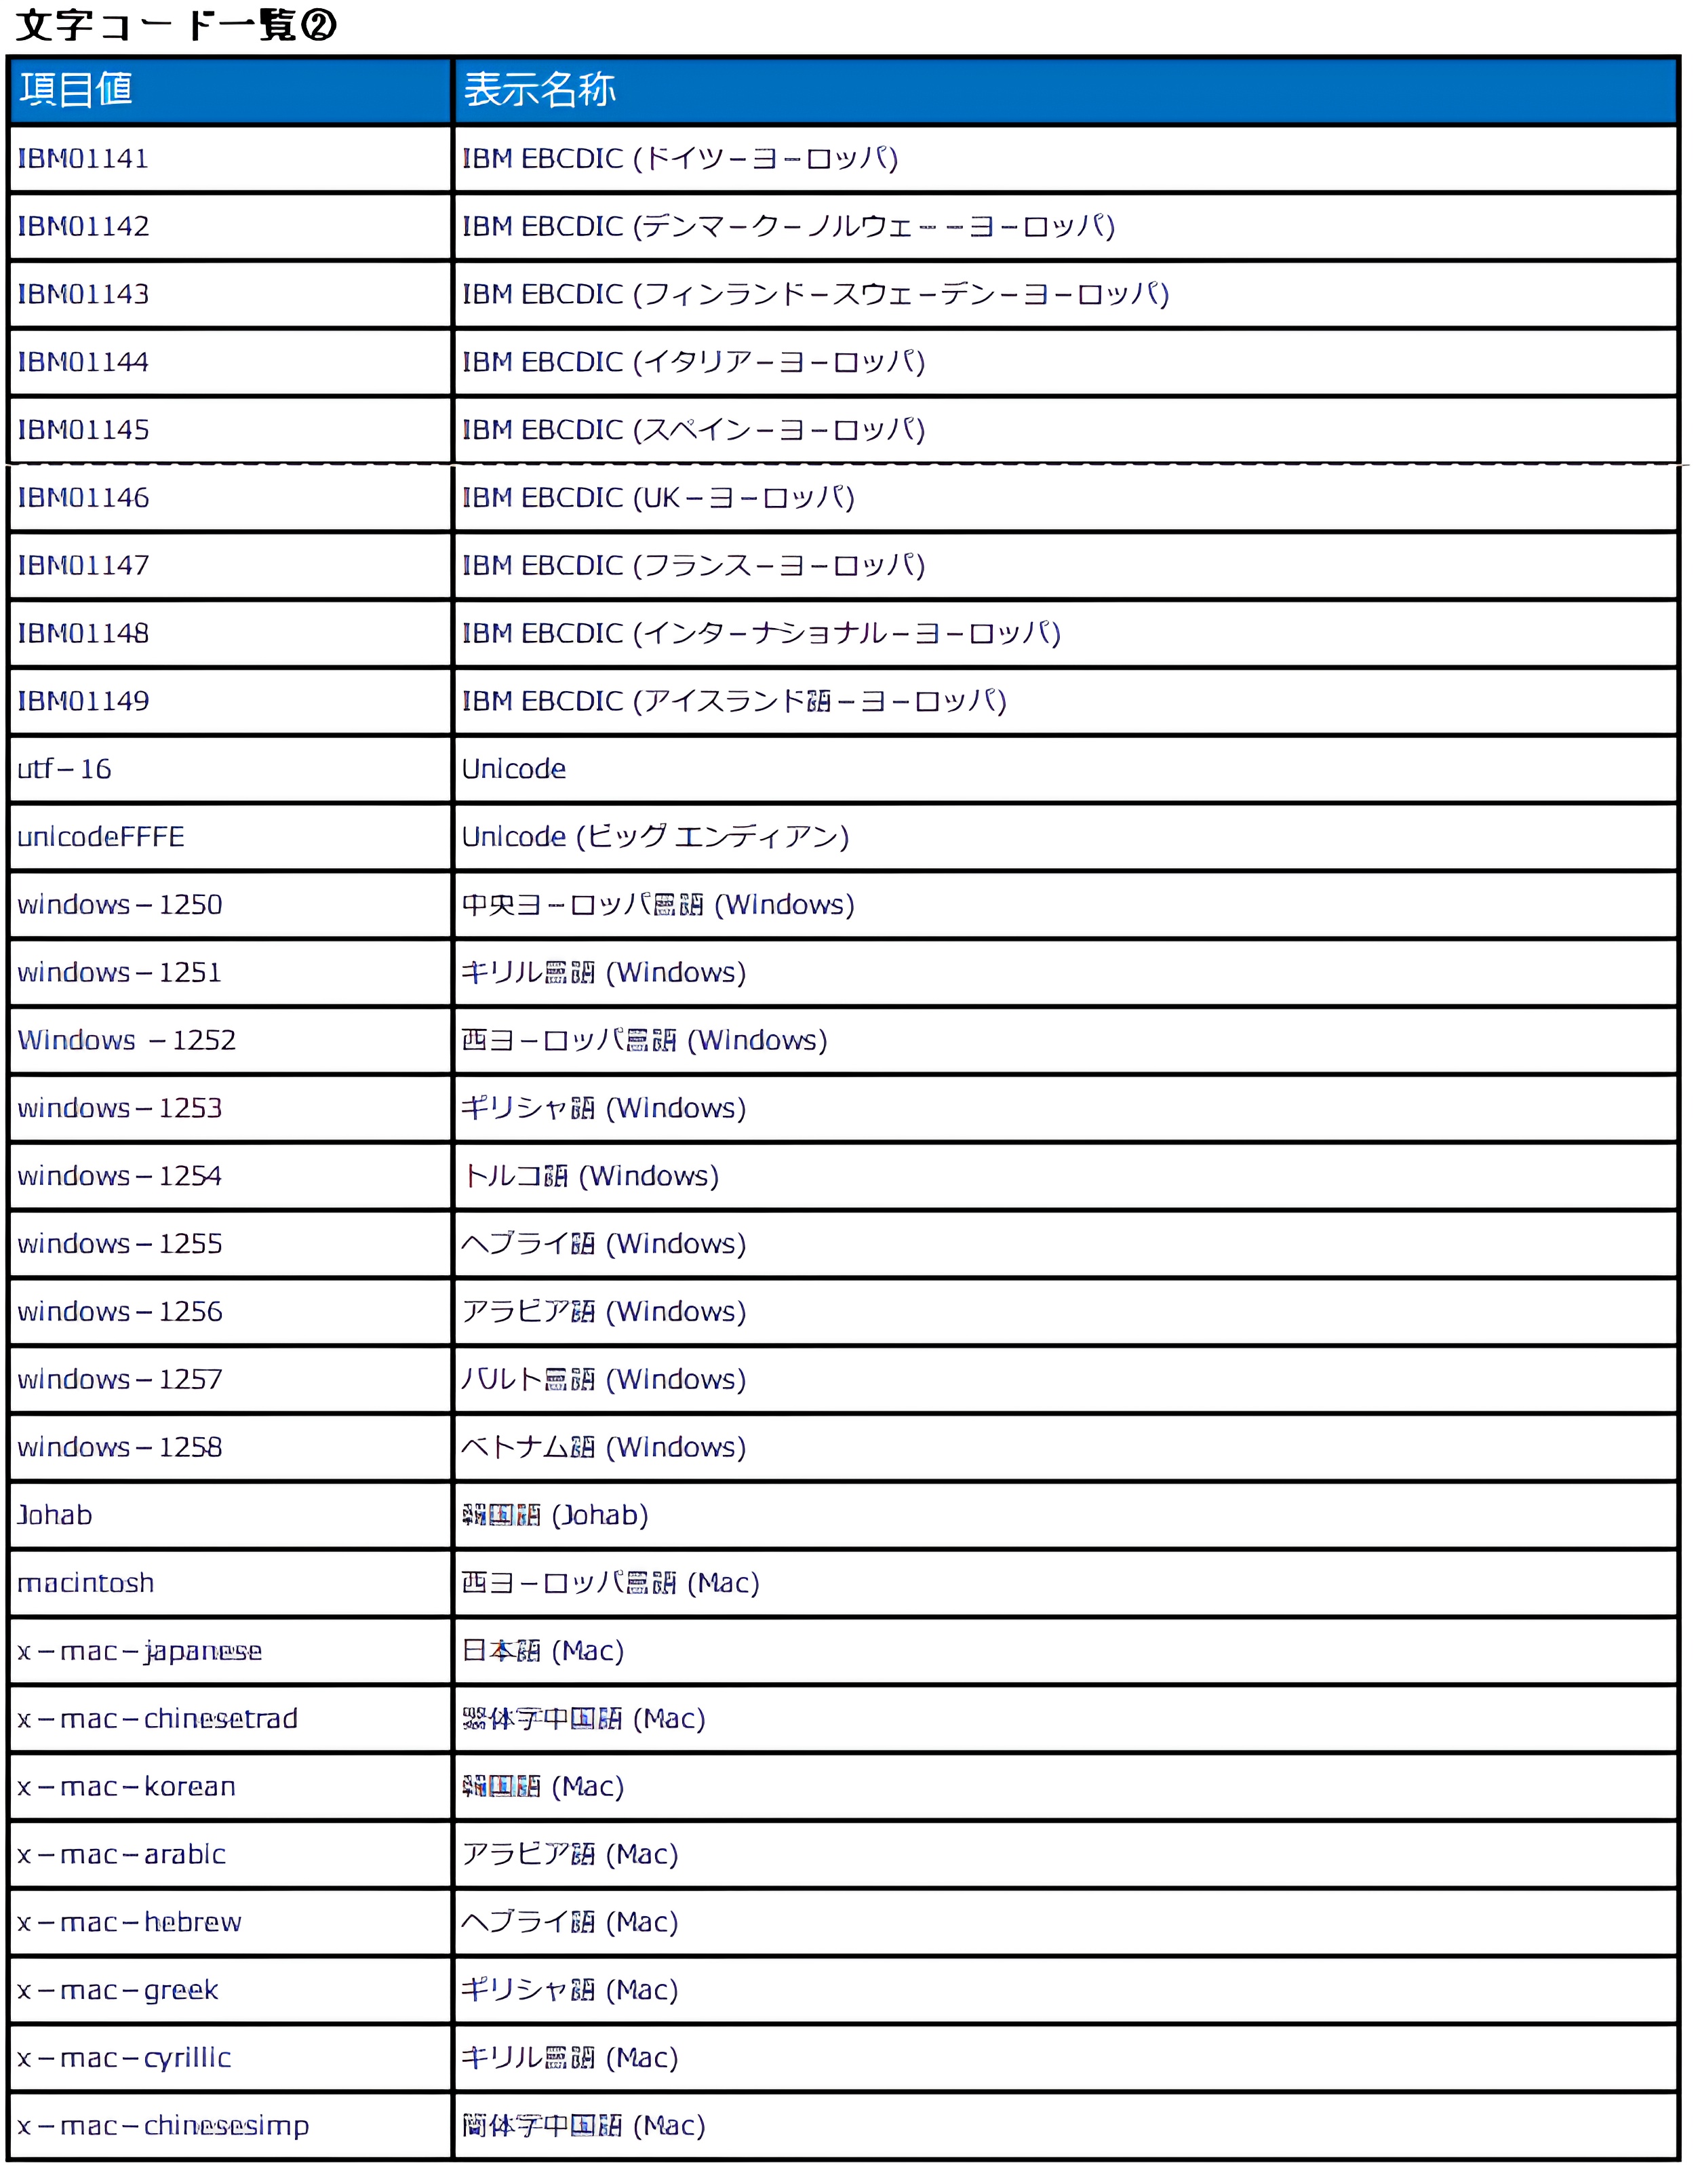 文字コード一覧②
項目値 表示名称
IBM01141 IBM EBCDIC (ドイツ-ヨーロッパ)
IBM01142 IBM EBCDIC (デンマーク-ノルウェー-ヨーロッパ)
IBM01143 IBM EBCDIC (フィンランド-スウェーデン-ヨーロッパ)
IBM01144 IBM EBCDIC (イタリア-ヨーロッパ)
IBM01145 IBM EBCDIC (スペイン-ヨーロッパ)
IBM01146 IBM EBCDIC (UK-ヨーロッパ)
IBM01147 IBM EBCDIC (フランス-ヨーロッパ)
IBM01148 IBM EBCDIC (インターナショナル-ヨーロッパ)
IBM01149 IBM EBCDIC (アイスランド語-ヨーロッパ)
utf-16 Unicode
unicodeFFFE Unicode (ビッグ エンディアン)
windows-1250 中央ヨーロッパ言語 (Windows)
windows-1251 キリル言語 (Windows)
Windows -1252 西ヨーロッパ言語 (Windows)
windows-1253 ギリシャ語 (Windows)
windows-1254 トルコ語 (Windows)
windows-1255 ヘブライ語 (Windows)
windows-1256 アラビア語 (Windows)
windows-1257 バルト言語 (Windows)
windows-1258 ベトナム語 (Windows)
Johab 韓国語 (Johab)
macintosh 西ヨーロッパ言語 (Mac)
x-mac-japanese 日本語 (Mac)
x-mac-chinesetrad 繁体字中国語 (Mac)
x-mac-korean 韓国語 (Mac)
x-mac-arabic アラビア語 (Mac)
x-mac-hebrew ヘブライ語 (Mac)
x-mac-greek ギリシャ語 (Mac)
x-mac-cyrillic キリル言語 (Mac)
x-mac-chinesesimp 簡体字中国語 (Mac)